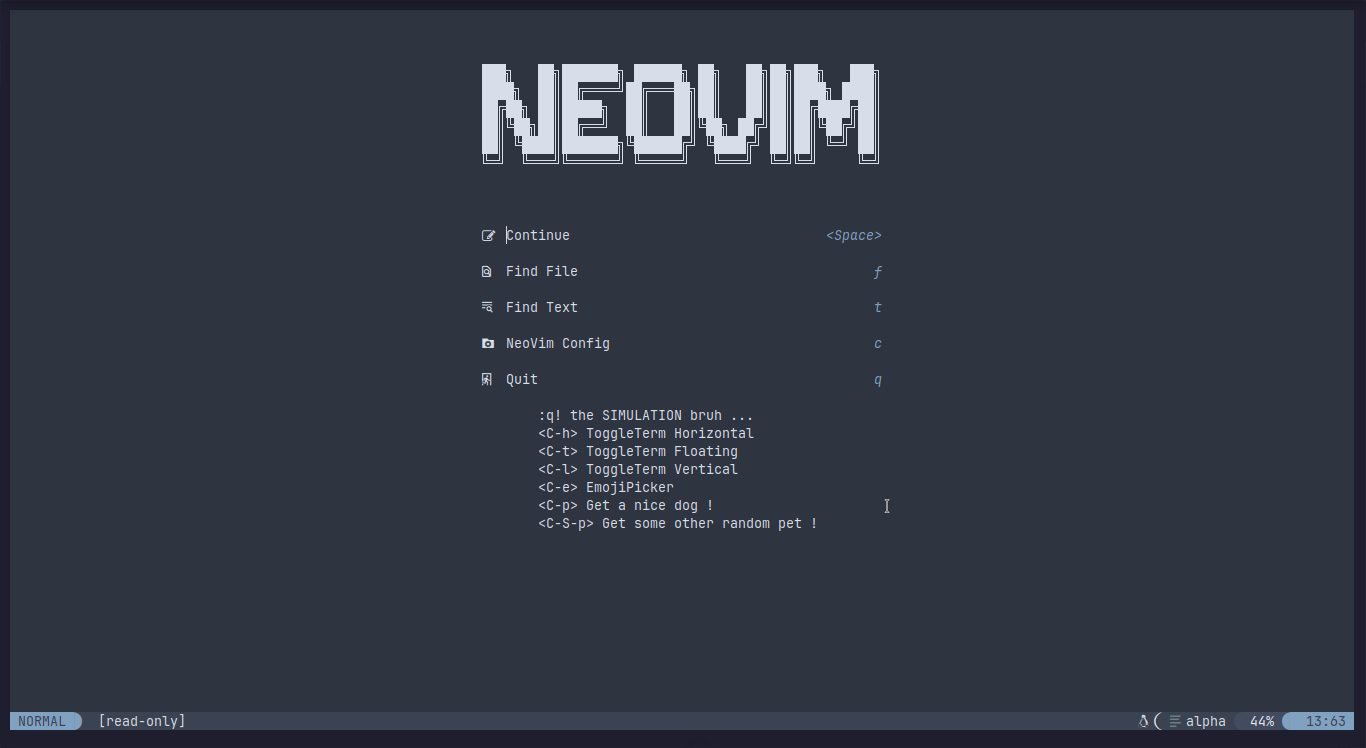 NEOVIM
Continue <Space>
Find File f
Find Text t
NeoVim Config c
Quit q
:q! the SIMULATION bruh ...
<C-h> ToggleTerm Horizontal
<C-t> ToggleTerm Floating
<C-l> ToggleTerm Vertical
<C-e> EmojiPicker
<C-p> Get a nice dog !
<C-S-p> Get some other random pet !
NORMAL [read-only] alpha 44% 13:63